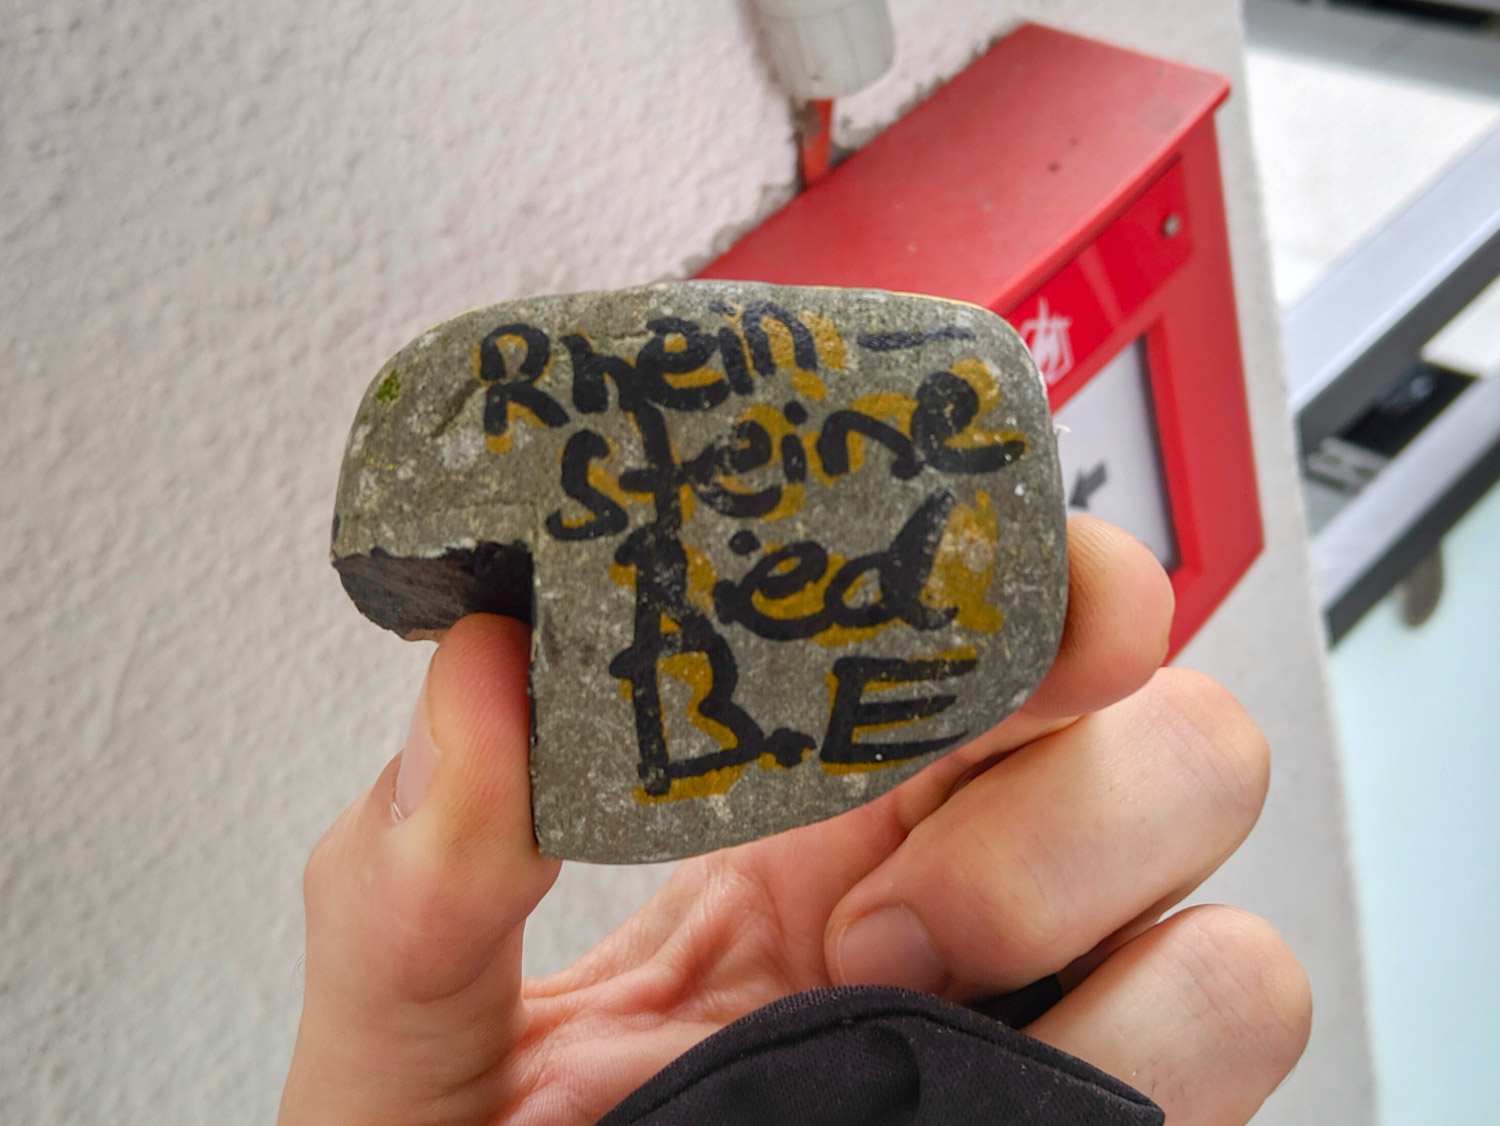 Rhein-
steine
Ried
B.E